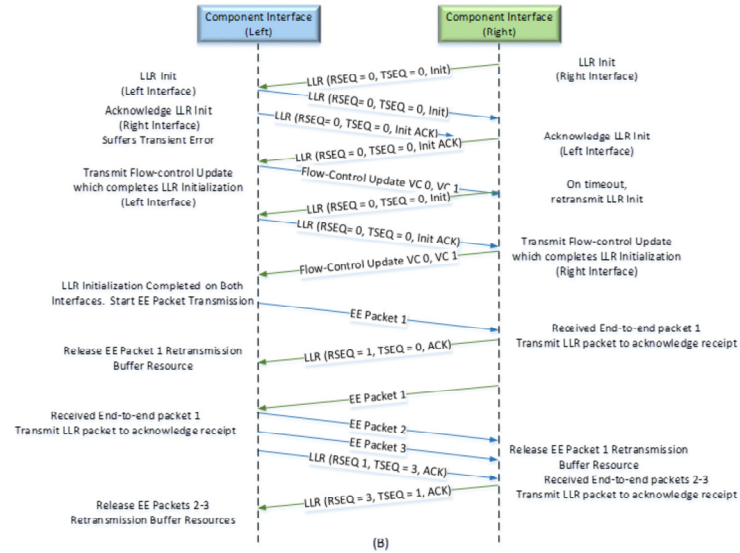 Component Interface
(Left)
Component Interface
(Right)
LLR Init
(Right Interface)
LLR (RSEQ = 0, TSEQ = 0, Init)
LLR Init
(Left Interface)
LLR (RSEQ= 0, TSEQ = 0, Init)
Acknowledge LLR Init
(Right Interface)
Suffers Transient Error
LLR (RSEQ= 0, TSEQ = 0, Init ACK)
Acknowledge LLR Init
(Left Interface)
LLR (RSEQ = 0, TSEQ = 0, Init ACK)
Transmit Flow-control Update
which completes LLR Initialization
(Left Interface)
Flow-Control Update VC 0, VC 1
On timeout,
retransmit LLR Init
LLR (RSEQ = 0, TSEQ = 0, Init)
LLR (RSEQ= 0, TSEQ = 0, Init ACK)
Transmit Flow-control Update
which completes LLR Initialization
(Right Interface)
Flow-Control Update VC 0, VC 1
LLR Initialization Completed on Both
Interfaces. Start EE Packet Transmission
EE Packet 1
Received End-to-end packet 1
Transmit LLR packet to acknowledge receipt
LLR (RSEQ = 1, TSEQ = 0, ACK)
Release EE Packet 1 Retransmission
Buffer Resource
EE Packet 1
Received End-to-end packet 1
Transmit LLR packet to acknowledge receipt
EE Packet 2
EE Packet 3
LLR (RSEQ 1, TSEQ = 3, ACK)
Release EE Packet 1 Retransmission
Buffer Resource
Received End-to-end packets 2-3
Transmit LLR packet to acknowledge receipt
LLR (RSEQ = 3, TSEQ = 1, ACK)
Release EE Packets 2-3
Retransmission Buffer Resources
(B)